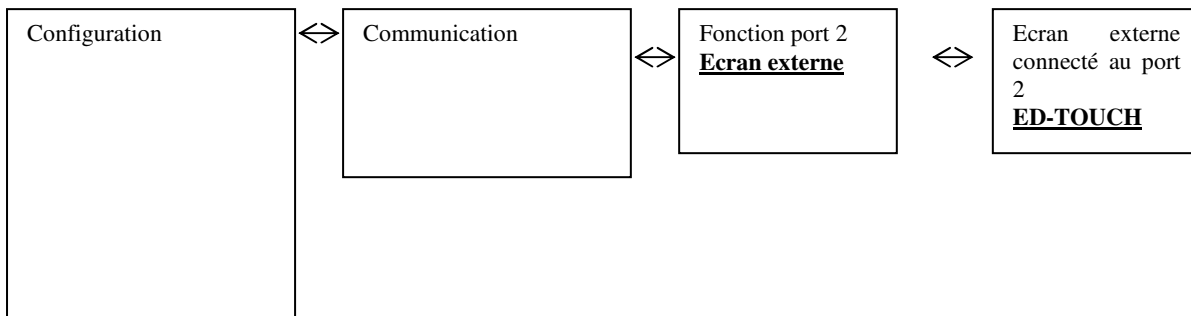 Configuration
Communication
Fonction port 2
Ecran externe
Ecran externe
connecté au port
2
ED-TOUCH